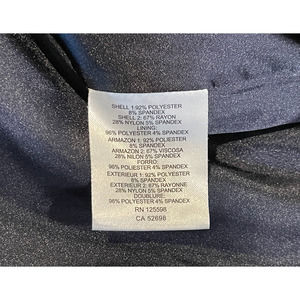 SHELL 1:92% POLYESTER
8% SPANDEX
SHELL 2: 67% RAYON
28% NYLON 5% SPANDEX
LINING:
96% POLYESTER 4% SPANDEX
ARMAZON 1: 92% POLIESTER
8% SPANDEX
ARMAZON 2: 67% VISCOSA
28% NILON 5% SPANDEX
FORRO:
96% POLIESTER 4% SPANDEX
EXTERIEUR 1: 92% POLYESTER
8% SPANDEX
EXTERIEUR 2: 67% RAYONNE
28% NYLON 5% SPANDEX
DOUBLURE:
96% POLYESTER 4% SPANDEX
RN 125598
CA 52698